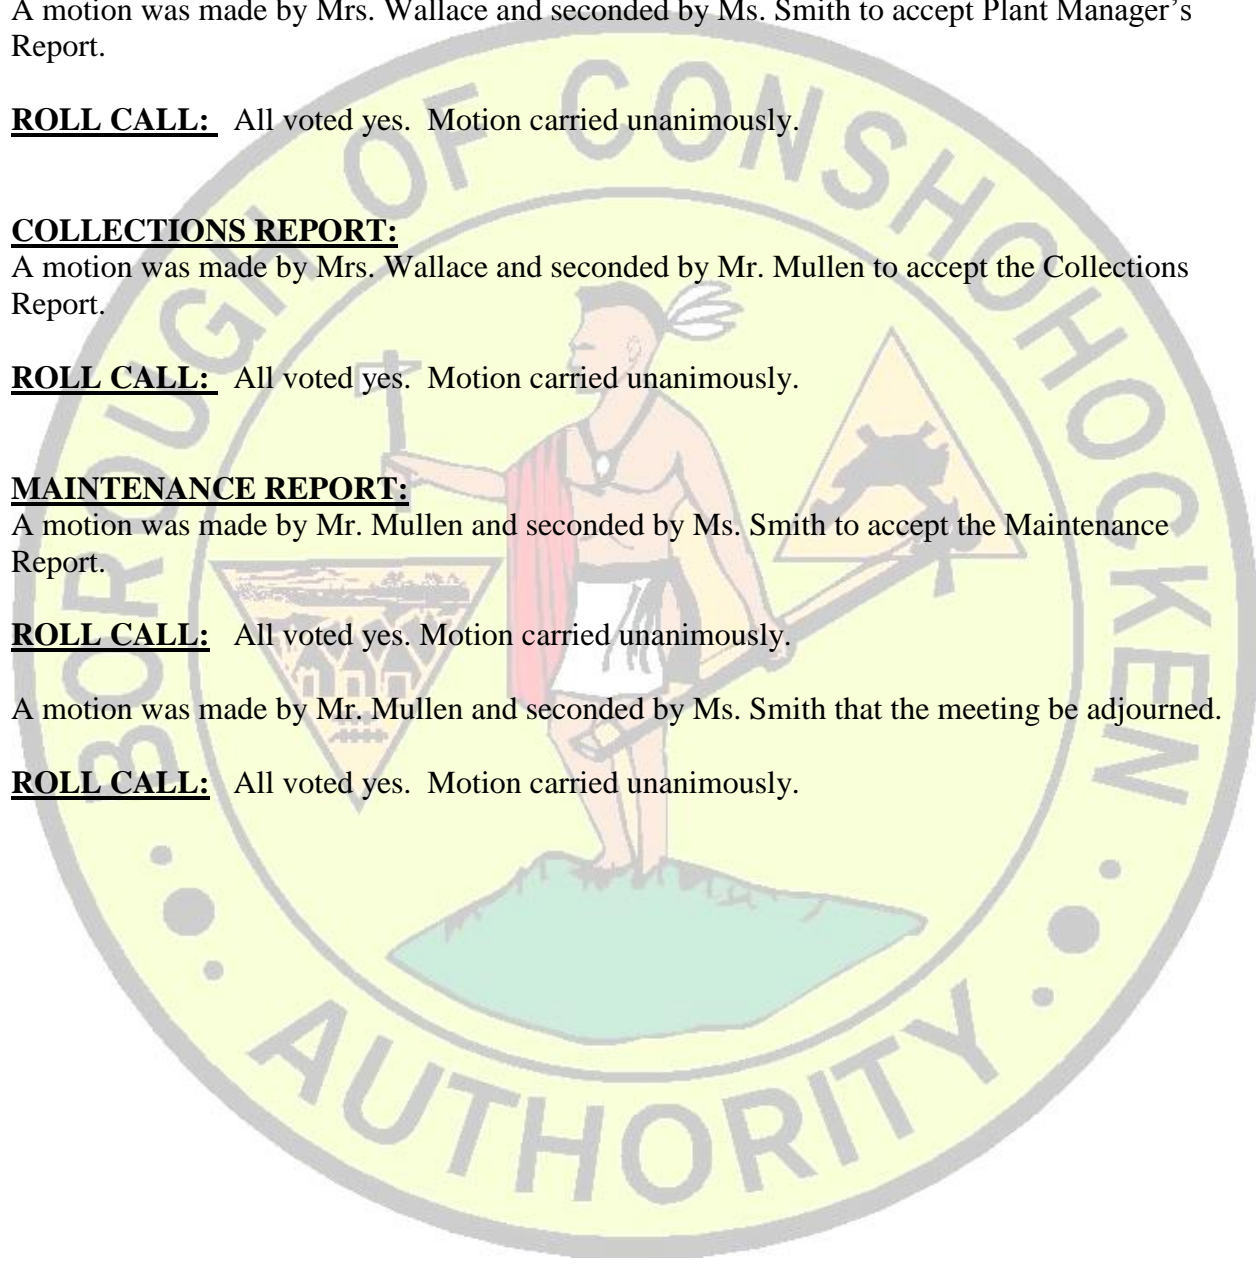 A motion was made by Mrs. Wallace and seconded by Ms. Smith to accept Plant Manager's
Report.
ROLL CALL: All voted yes. Motion carried unanimously.
COLLECTIONS REPORT:
A motion was made by Mrs. Wallace and seconded by Mr. Mullen to accept the Collections
Report.
ROLL CALL: All voted yes. Motion carried unanimously.
MAINTENANCE REPORT:
A motion was made by Mr. Mullen and seconded by Ms. Smith to accept the Maintenance
Report.
ROLL CALL: All voted yes. Motion carried unanimously.
A motion was made by Mr. Mullen and seconded by Ms. Smith that the meeting be adjourned.
ROLL CALL: All voted yes. Motion carried unanimously.
BOROUGH OF CONSHOHOCKEN
AUTHORITY